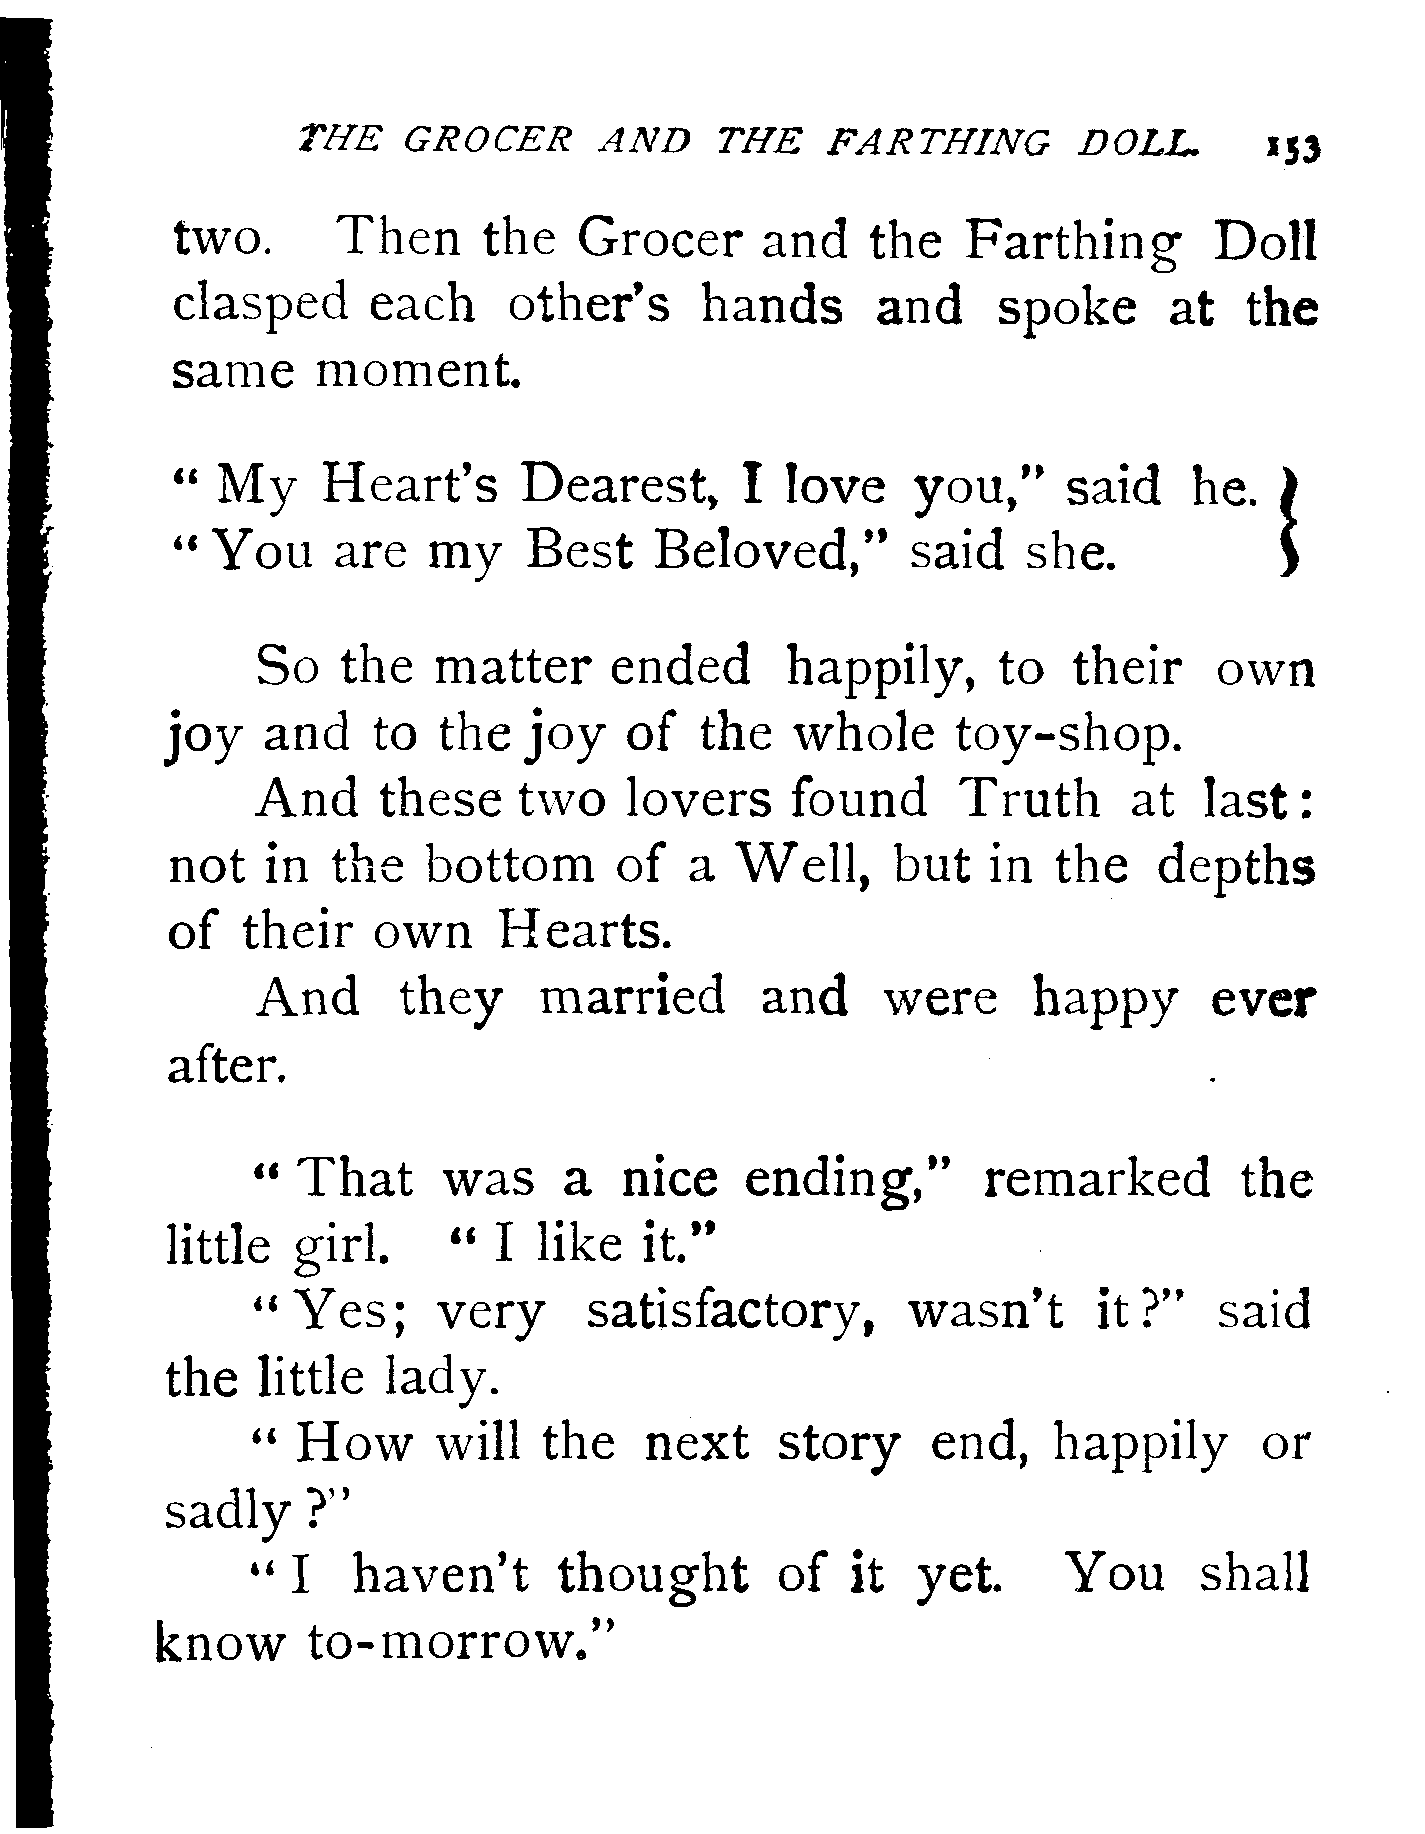 THE GROCER AND THE FARTHING DOLL. 153
two. Then the Grocer and the Farthing Doll
clasped each other's hands and spoke at the
same moment.
" My Heart's Dearest, I love you," said he. }
"You are my Best Beloved," said she.
So the matter ended happily, to their own
joy and to the joy of the whole toy-shop.
And these two lovers found Truth at last:
not in the bottom of a Well, but in the depths
of their own Hearts.
And they married and were happy ever
after.
"That was a nice ending," remarked the
little girl. "I like it."
"Yes; very satisfactory, wasn't it?" said
the little lady.
"How will the next story end, happily or
sadly?"
"I haven't thought of it yet. You shall
know to-morrow."